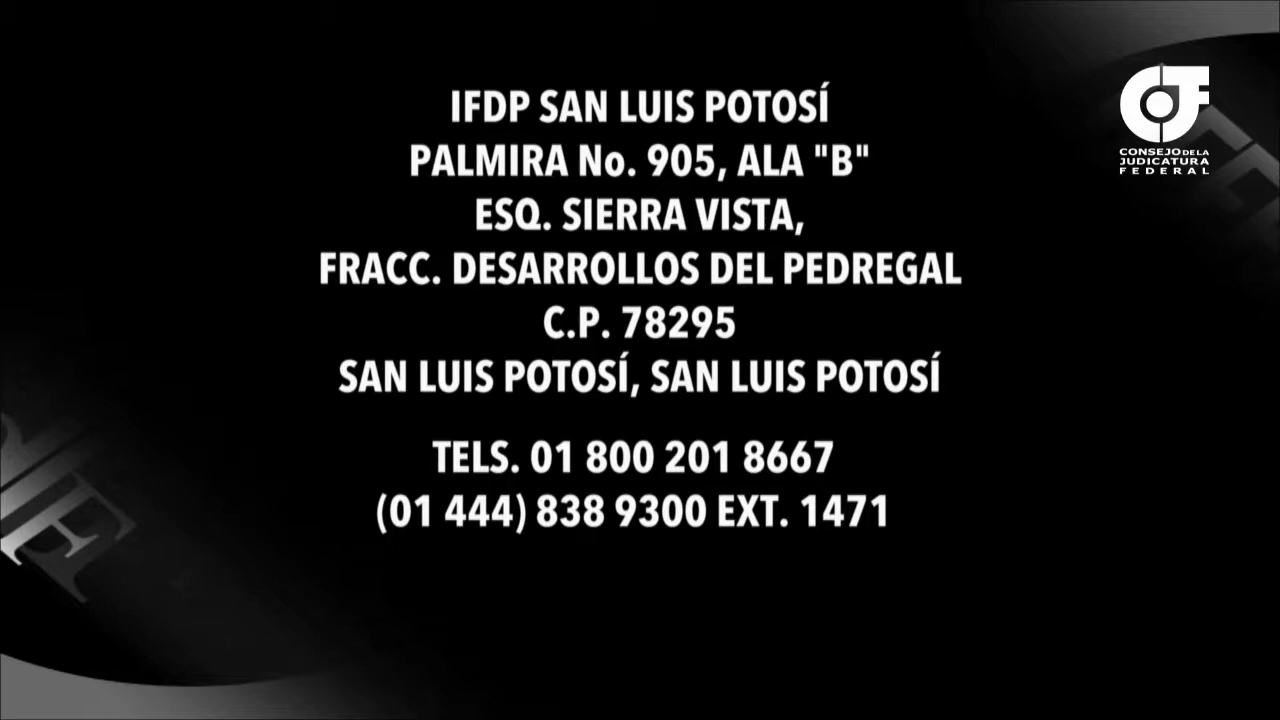 IFDP SAN LUIS POTOSÍ
PALMIRA No. 905, ALA "B"
ESQ. SIERRA VISTA,
FRACC. DESARROLLOS DEL PEDREGAL
C.P. 78295
SAN LUIS POTOSÍ, SAN LUIS POTOSÍ
TELS. 01 800 201 8667
(01 444) 838 9300 EXT. 1471
CONSEJO DE LA
JUDICATURA
FEDERAL